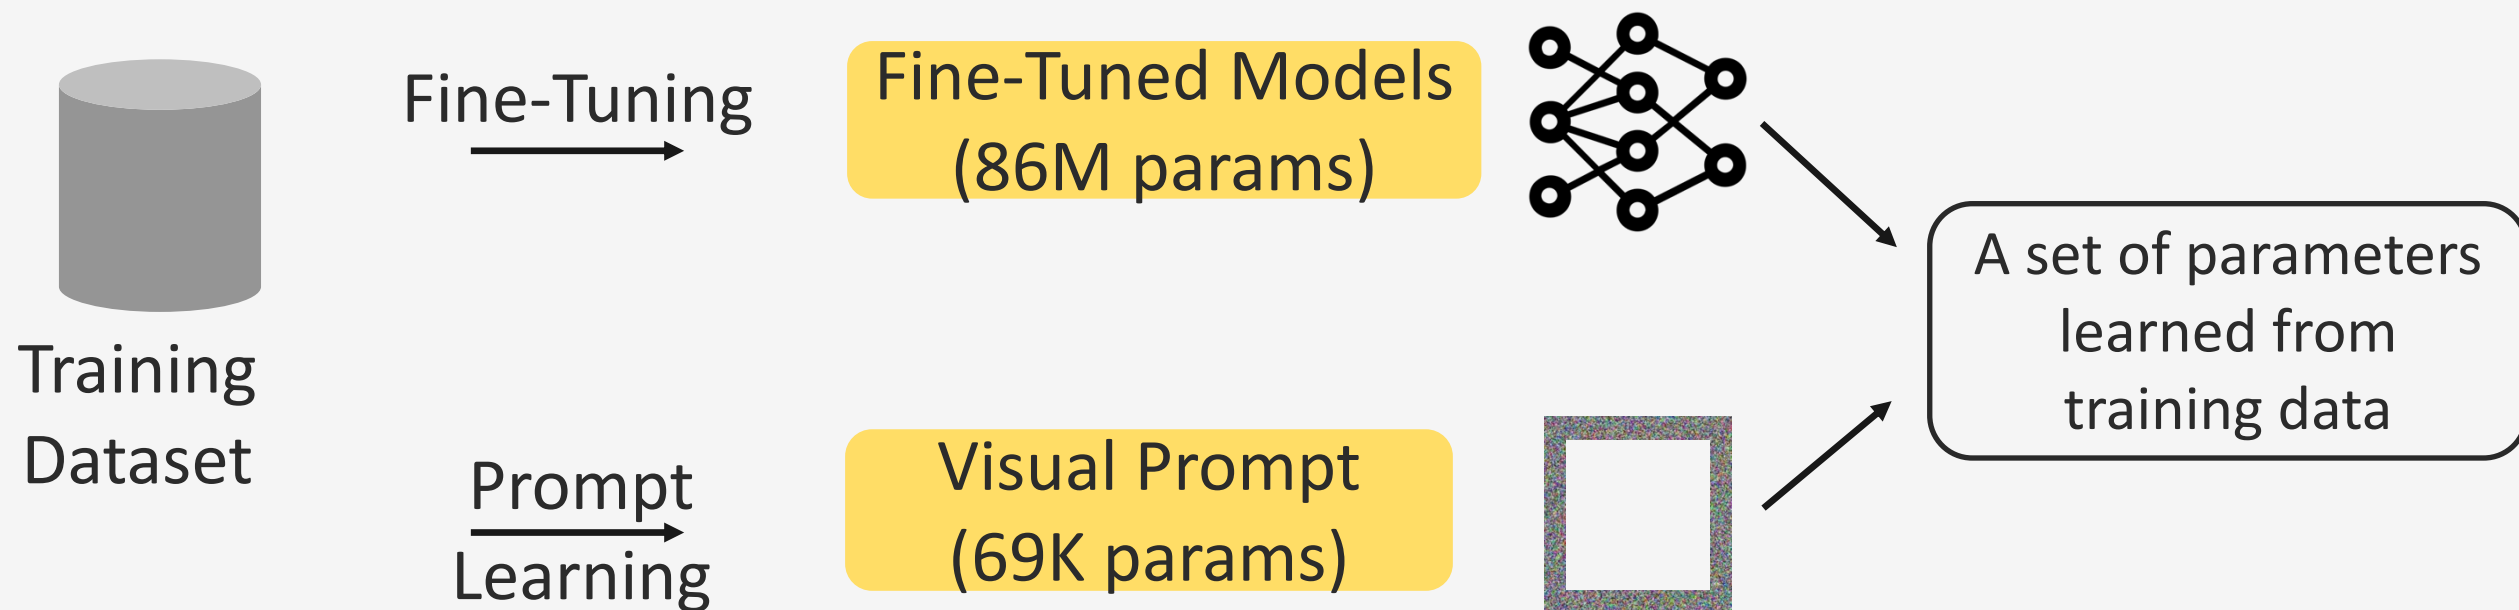 Training
Dataset
Fine-Tuning
Fine-Tuned Models
(86M params)
Prompt
Learning
Visual Prompt
(69K params)
A set of parameters
learned from
training data